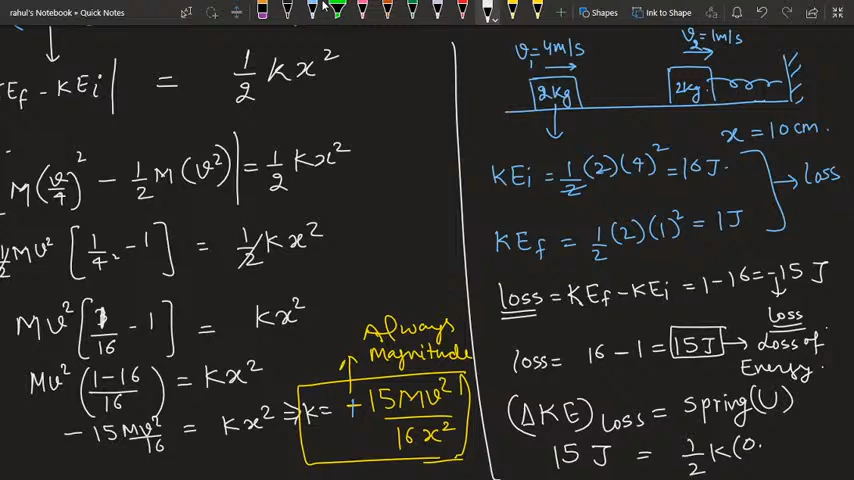 rahul's Notebook • Quick Notes
Shapes
Ink to Shape
KEf - KEi| = 1/2 Kx²
M(v/4)² - 1/2 M(v²)| = 1/2 Kx²
1/2 Mv² [1/4² - 1] = 1/2 Kx²
Mv² [1/16 - 1] = Kx²
Mv² (1-16/16) = Kx²
-15Mv²/16 = Kx² ⇒ K = + 15Mv²/16x²
Always
Magnitude
v₁ = 4m/s
v₂ = 1m/s
2kg
2kg
x = 10 cm.
KEi = 1/2 (2)(4)² = 16 J.
→ loss
KEf = 1/2 (2)(1)² = 1J
loss = KEf - KEi = 1 - 16 = -15 J
loss
loss = 16 - 1 = 15 J → Loss of
Energy.
(ΔKE) Loss = Spring(U)
15 J = 1/2 K(0.